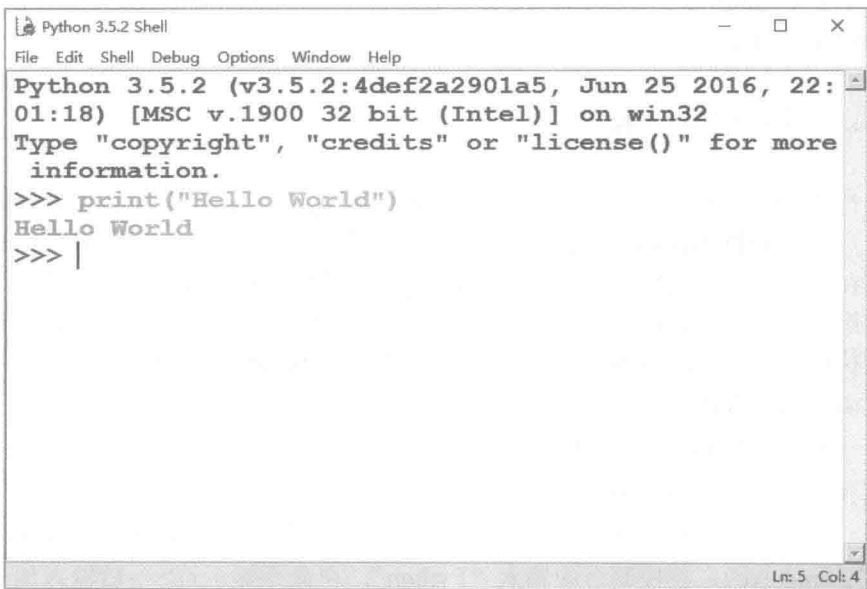 Python 3.5.2 Shell
File Edit Shell Debug Options Window Help
Python 3.5.2 (v3.5.2:4def2a2901a5, Jun 25 2016, 22:
01:18) [MSC v.1900 32 bit (Intel)] on win32
Type "copyright", "credits" or "license()" for more
 information.
>>> print("Hello World")
Hello World
>>>
Ln: 5 Col: 4